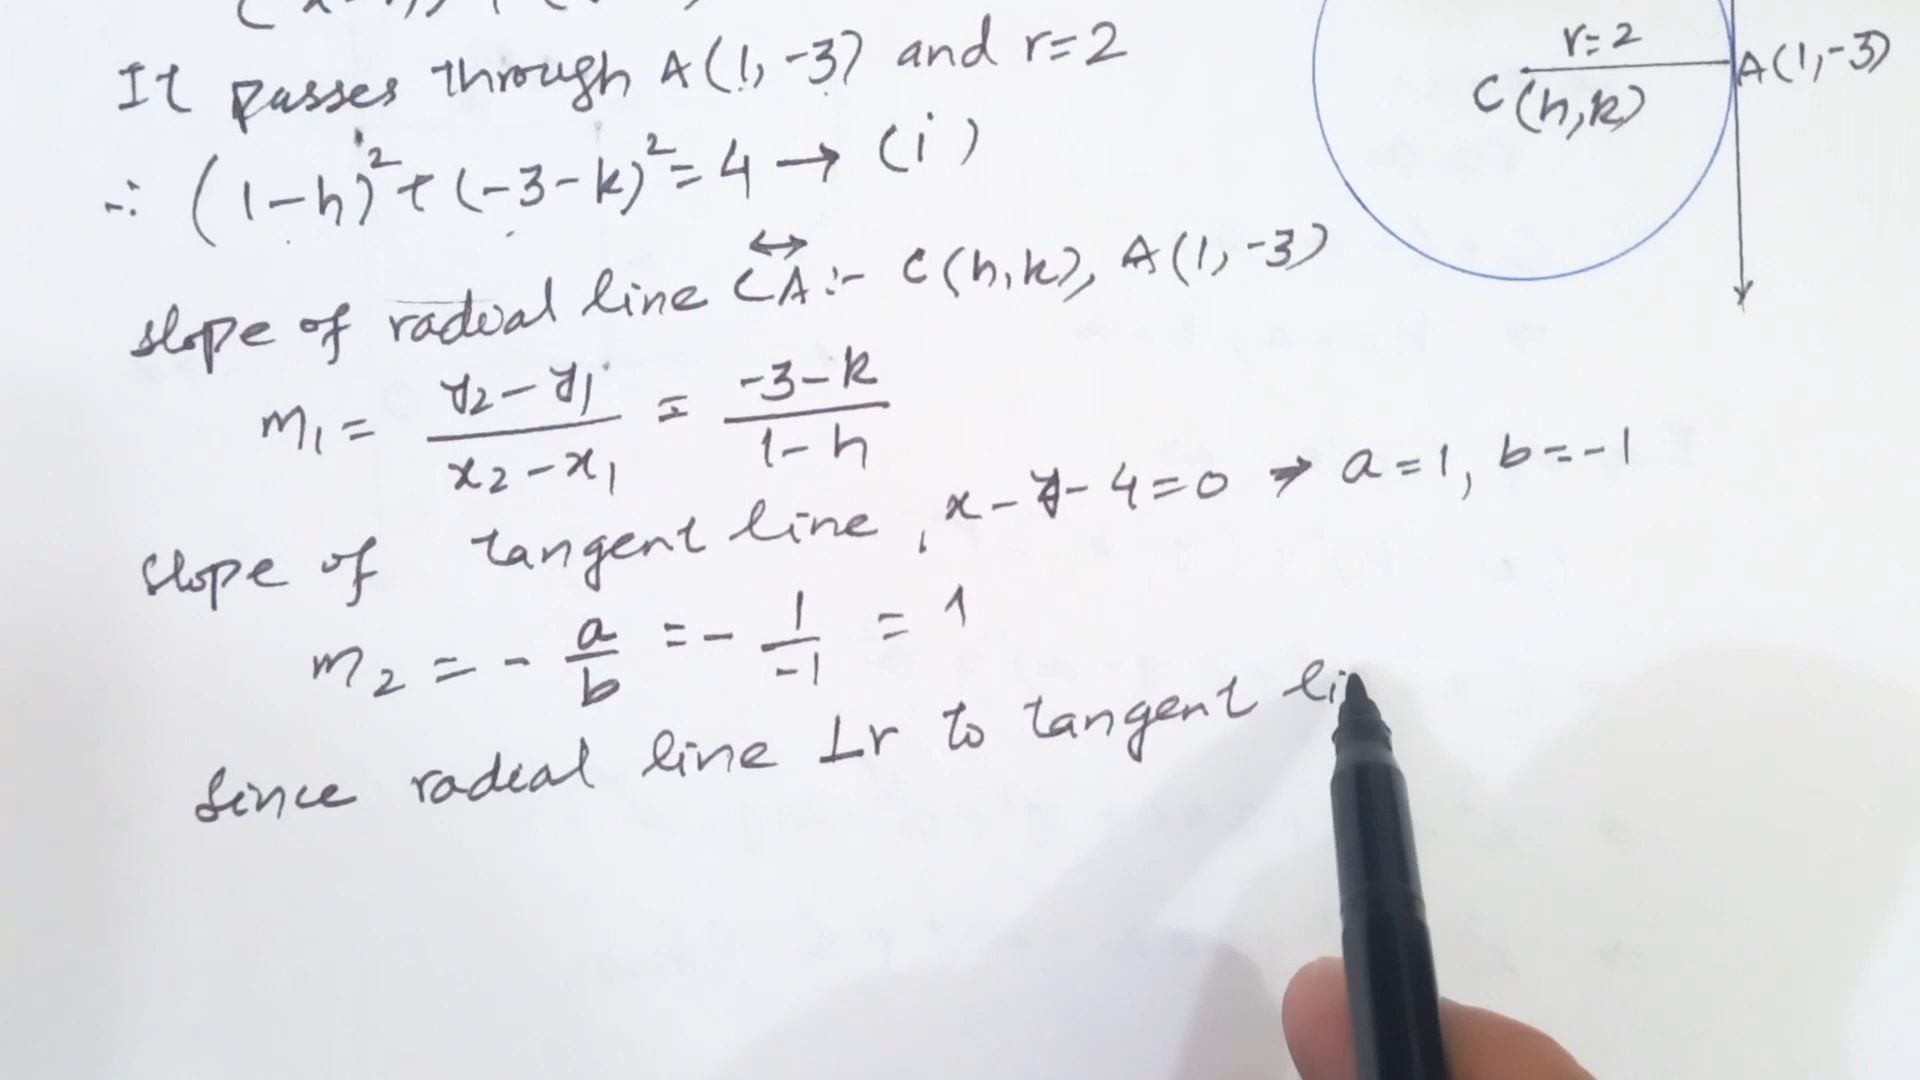 It passes through A(1,-3) and r=2
∴ (1-h)²+(-3-k)²=4 → (i)
slope of radial line CA :- C(h,k), A(1,-3)
m₁ = y₂-y₁/x₂-x₁ = -3-k/1-h
slope of tangent line, x-y-4=0 → a=1, b=-1
m₂ = -a/b = -1/-1 = 1
Since radial line ⊥r to tangent li
r=2
C(h,k)
A(1,-3)